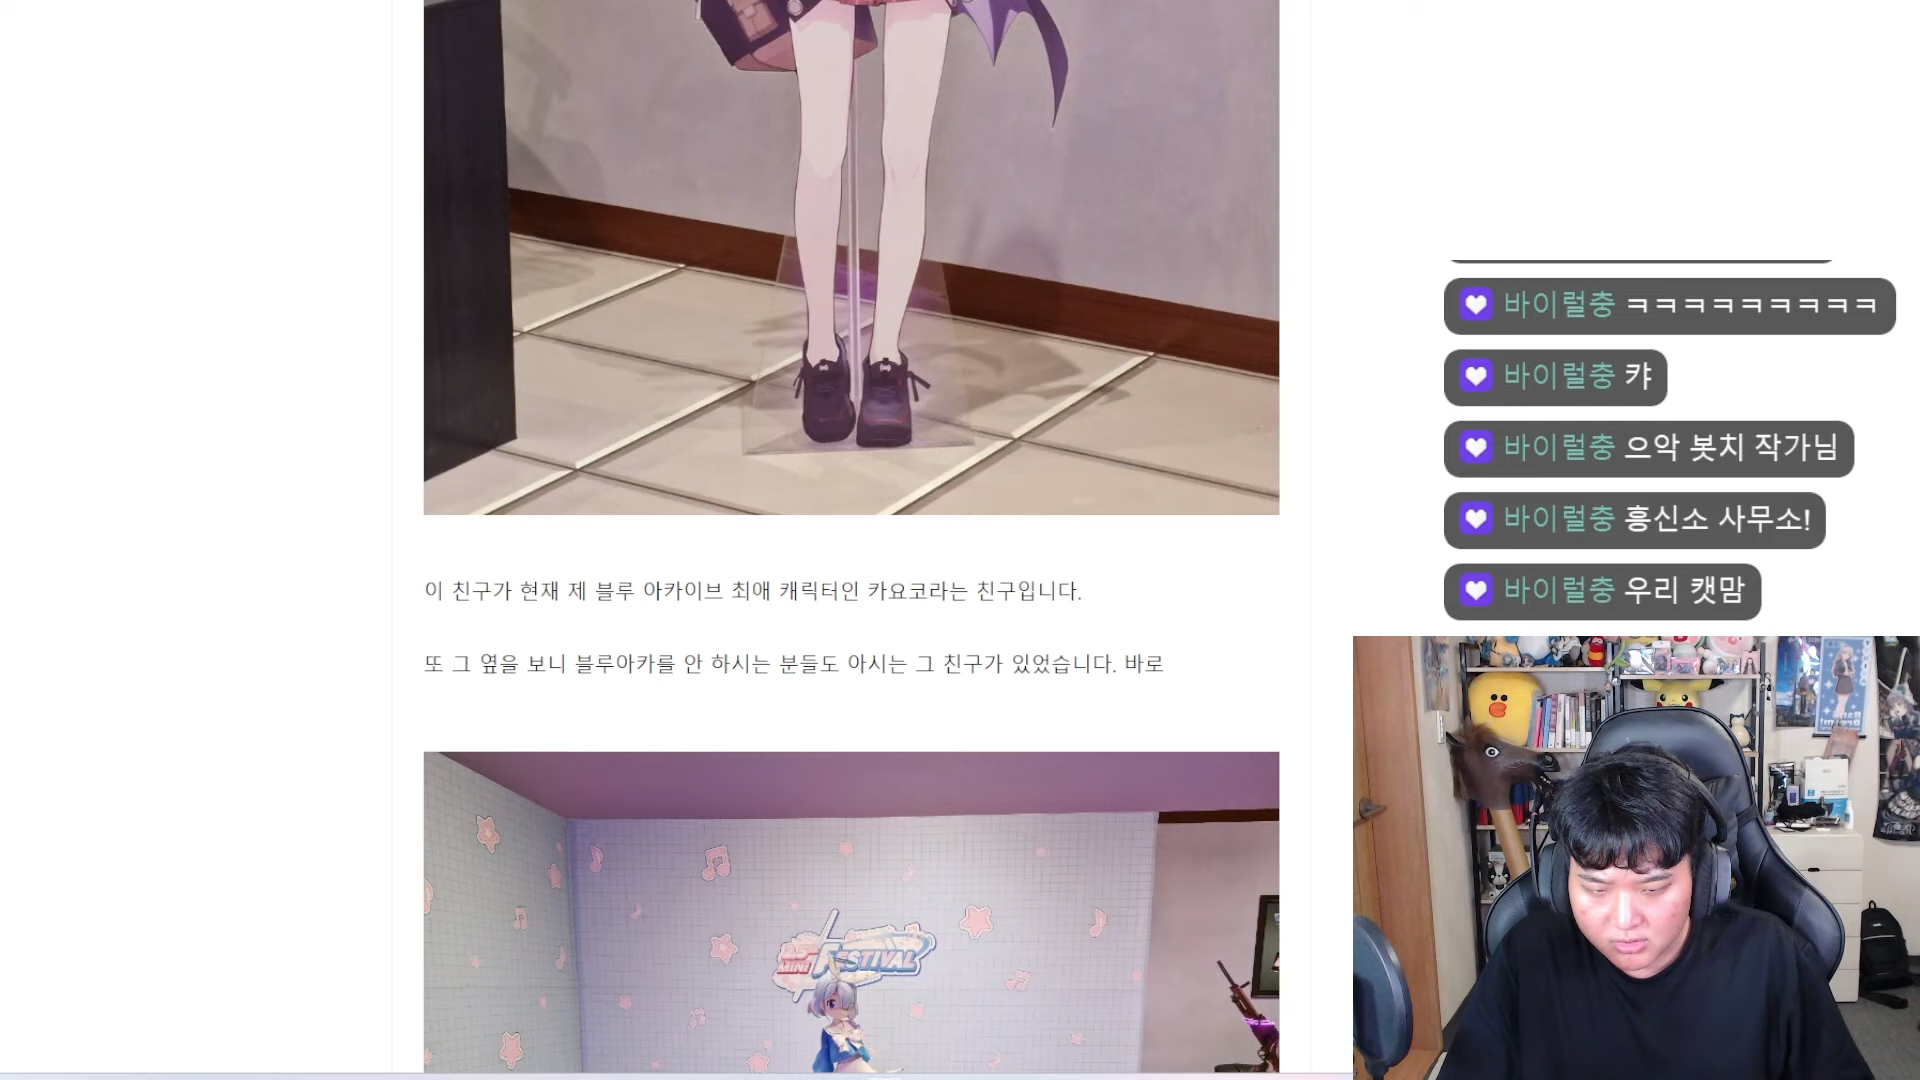 바이럴충 ㅋㅋㅋㅋㅋㅋㅋㅋㅋ
바이럴충 캬
바이럴충 으악 봇치 작가님
바이럴충 흥신소 사무소!
바이럴충 우리 캣맘
이 친구가 현재 제 블루 아카이브 최애 캐릭터인 카요코라는 친구입니다.
또 그 옆을 보니 블루아카를 안 하시는 분들도 아시는 그 친구가 있었습니다. 바로
2.5
MINI FESTIVAL